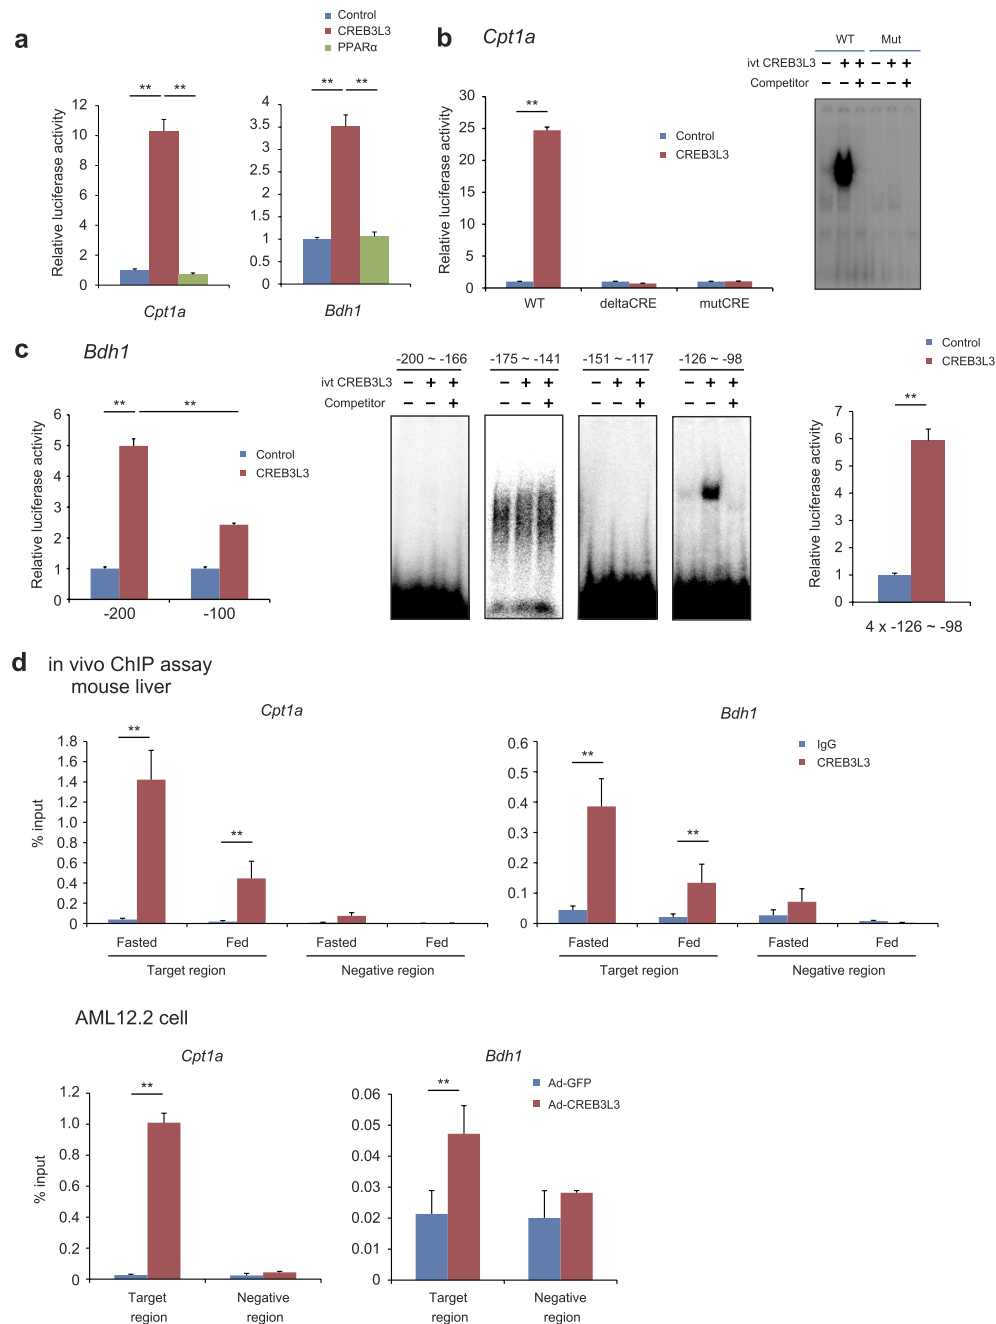 a
Control
CREB3L3
PPARα
Relative luciferase activity
12
10
8
6
4
2
0
**
**
Cpt1a
Relative luciferase activity
4
3.5
3
2.5
2
1.5
1
0.5
0
**
**
Bdh1
b
Cpt1a
Relative luciferase activity
30
25
20
15
10
5
0
**
WT
deltaCRE
mutCRE
Control
CREB3L3
WT
Mut
ivt CREB3L3
− + + − + +
Competitor
− − + − − +
c
Bdh1
Relative luciferase activity
6
5
4
3
2
1
0
**
**
-200
-100
Control
CREB3L3
-200 ~ -166
-175 ~ -141
-151 ~ -117
-126 ~ -98
ivt CREB3L3
− + + − + + − + + − + +
Competitor
− − + − − + − − + − − +
Control
CREB3L3
Relative luciferase activity
7
6
5
4
3
2
1
0
**
4 x -126 ~ -98
d
in vivo ChIP assay
mouse liver
Cpt1a
% input
1.8
1.6
1.4
1.2
1.0
0.8
0.6
0.4
0.2
0
**
**
Fasted
Fed
Fasted
Fed
Target region
Negative region
Bdh1
0.6
0.5
0.4
0.3
0.2
0.1
0
**
**
IgG
CREB3L3
Fasted
Fed
Fasted
Fed
Target region
Negative region
AML12.2 cell
Cpt1a
% input
1.2
1.0
0.8
0.6
0.4
0.2
0
**
Target
region
Negative
region
Bdh1
0.06
0.05
0.04
0.03
0.02
0.01
0
**
Ad-GFP
Ad-CREB3L3
Target
region
Negative
region